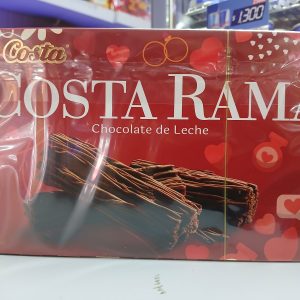 1300
Costa
COSTA RAMA
Chocolate de Leche